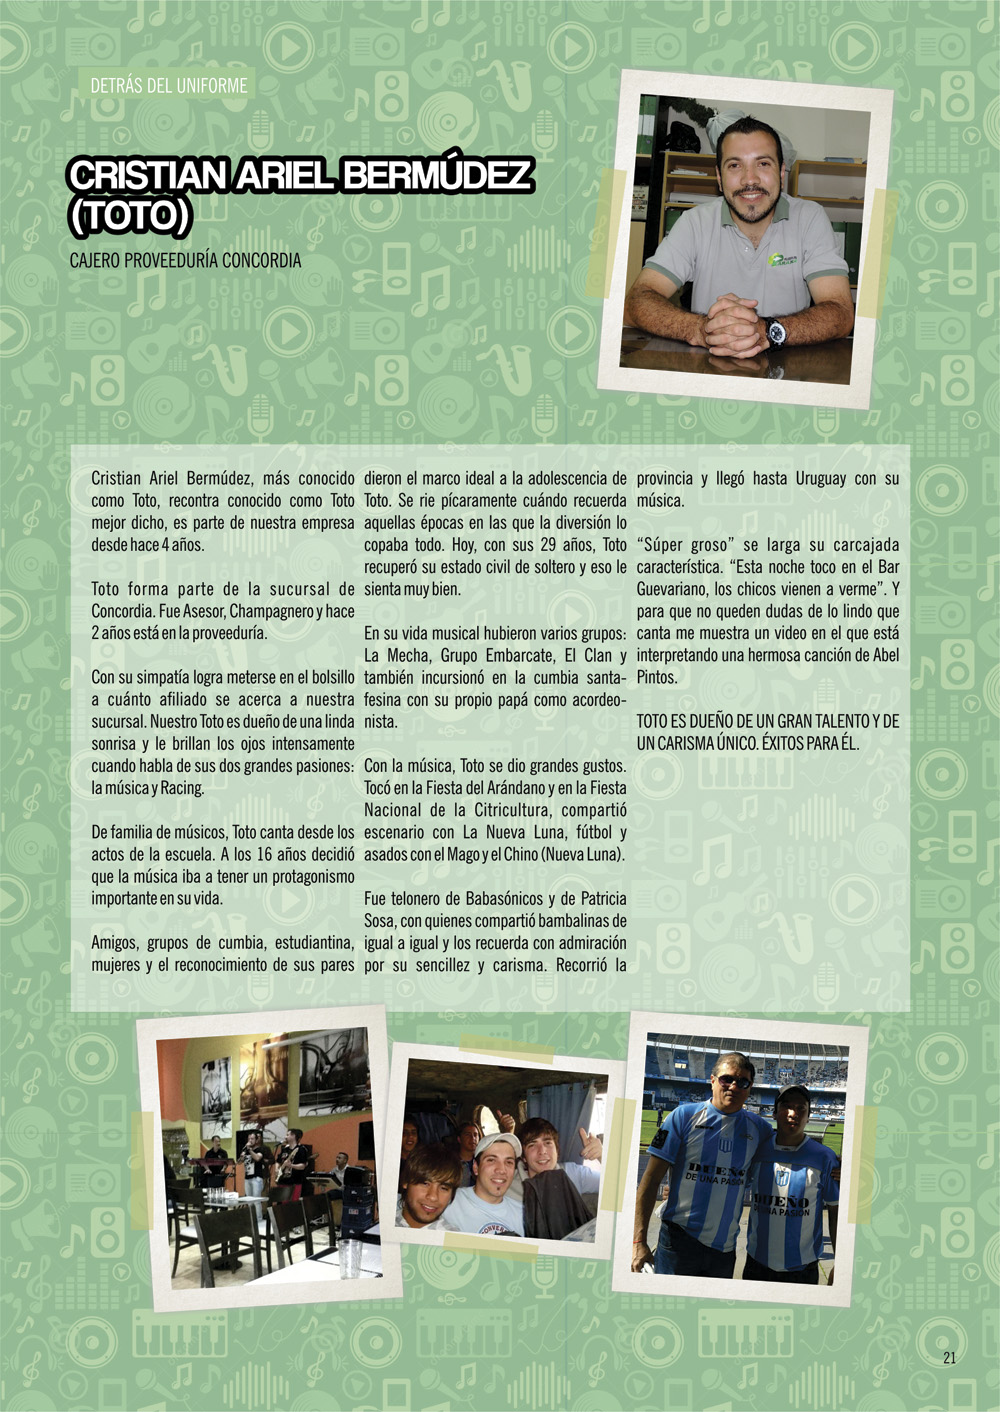 DETRÁS DEL UNIFORME
CRISTIAN ARIEL BERMÚDEZ
(TOTO)
CAJERO PROVEEDURÍA CONCORDIA
Cristian Ariel Bermúdez, más conocido
como Toto, recontra conocido como Toto
mejor dicho, es parte de nuestra empresa
desde hace 4 años.
Toto forma parte de la sucursal de
Concordia. Fue Asesor, Champagnero y hace
2 años está en la proveeduría.
Con su simpatía logra meterse en el bolsillo
a cuánto afiliado se acerca a nuestra
sucursal. Nuestro Toto es dueño de una linda
sonrisa y le brillan los ojos intensamente
cuando habla de sus dos grandes pasiones:
la música y Racing.
De familia de músicos, Toto canta desde los
actos de la escuela. A los 16 años decidió
que la música iba a tener un protagonismo
importante en su vida.
Amigos, grupos de cumbia, estudiantina,
mujeres y el reconocimiento de sus pares
dieron el marco ideal a la adolescencia de
Toto. Se rie pícaramente cuándo recuerda
aquellas épocas en las que la diversión lo
copaba todo. Hoy, con sus 29 años, Toto
recuperó su estado civil de soltero y eso le
sienta muy bien.
En su vida musical hubieron varios grupos:
La Mecha, Grupo Embarcate, El Clan y
también incursionó en la cumbia santa-
fesina con su propio papá como acordeo-
nista.
Con la música, Toto se dio grandes gustos.
Tocó en la Fiesta del Arándano y en la Fiesta
Nacional de la Citricultura, compartió
escenario con La Nueva Luna, fútbol y
asados con el Mago y el Chino (Nueva Luna).
Fue telonero de Babasónicos y de Patricia
Sosa, con quienes compartió bambalinas de
igual a igual y los recuerda con admiración
por su sencillez y carisma. Recorrió la
provincia y llegó hasta Uruguay con su
música.
“Súper groso” se larga su carcajada
característica. “Esta noche toco en el Bar
Guevariano, los chicos vienen a verme”. Y
para que no queden dudas de lo lindo que
canta me muestra un video en el que está
interpretando una hermosa canción de Abel
Pintos.
TOTO ES DUEÑO DE UN GRAN TALENTO Y DE
UN CARISMA ÚNICO. ÉXITOS PARA ÉL.
DUEÑO
DE UNA PASIÓN
DUEÑO
PASIÓN
21